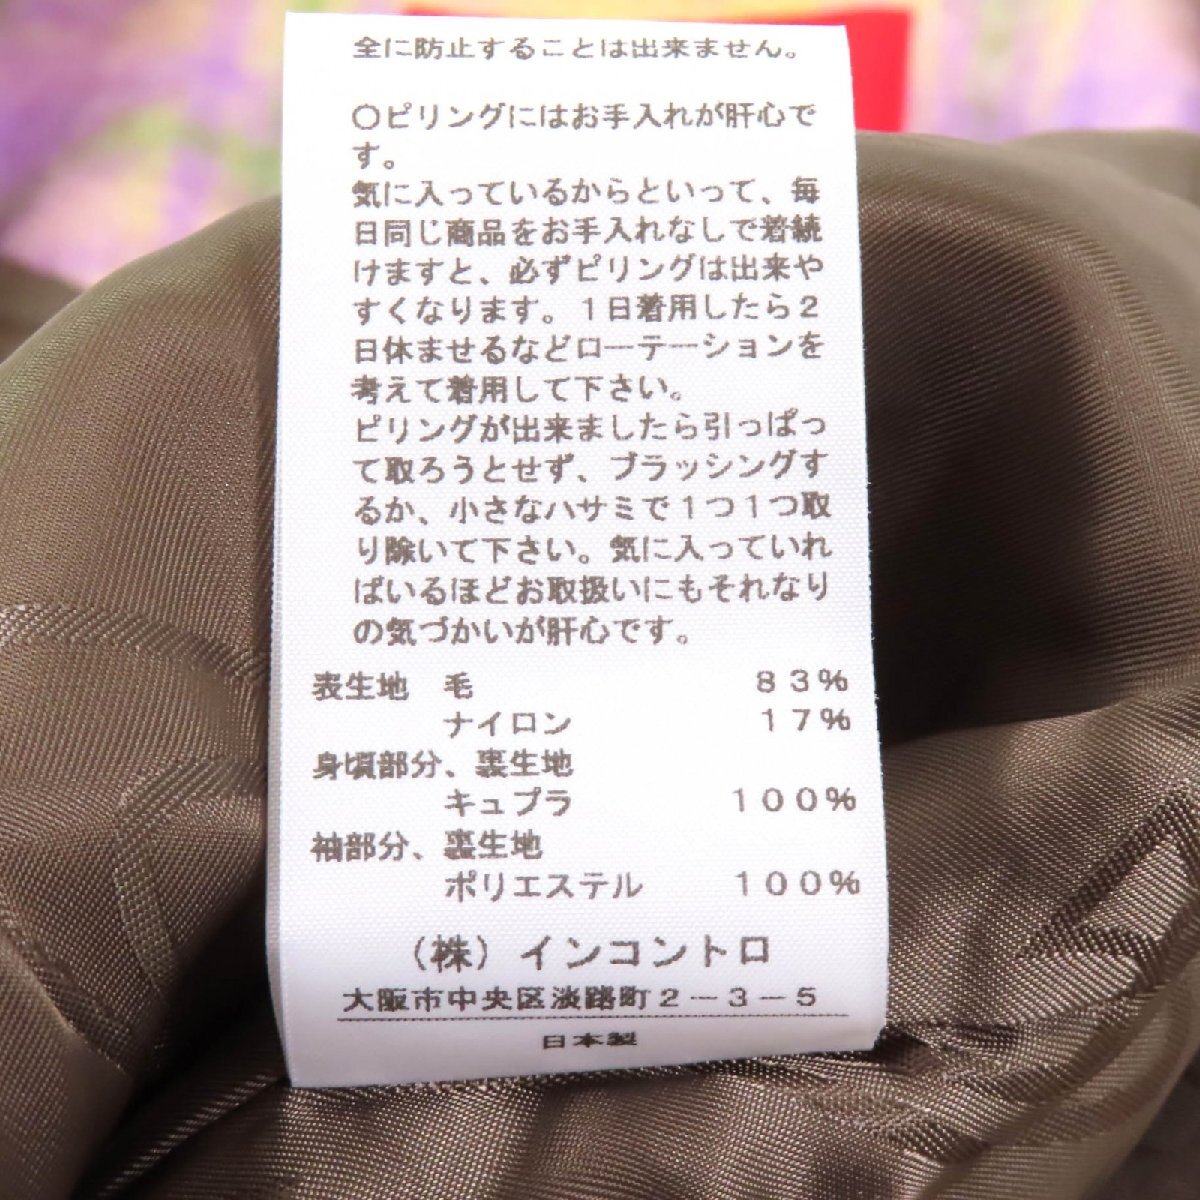 全に防止することは出来ません。
〇ピリングにはお手入れが肝心で
す。
気に入っているからといって、毎
日同じ商品をお手入れなしで着続
けますと、必ずピリングは出来や
すくなります。１日着用したら２
日休ませるなどローテーションを
考えて着用して下さい。
ピリングが出来ましたら引っぱっ
て取ろうとせず、ブラッシングす
るか、小さなハサミで１つ１つ取
り除いて下さい。気に入っていれ
ばいるほどお取扱いにもそれなり
の気づかいが肝心です。
表生地　毛　８３％
ナイロン　１７％
身頃部分、裏生地
キュプラ　１００％
袖部分、裏生地
ポリエステル　１００％
（株）インコントロ
大阪市中央区淡路町２－３－５
日本製